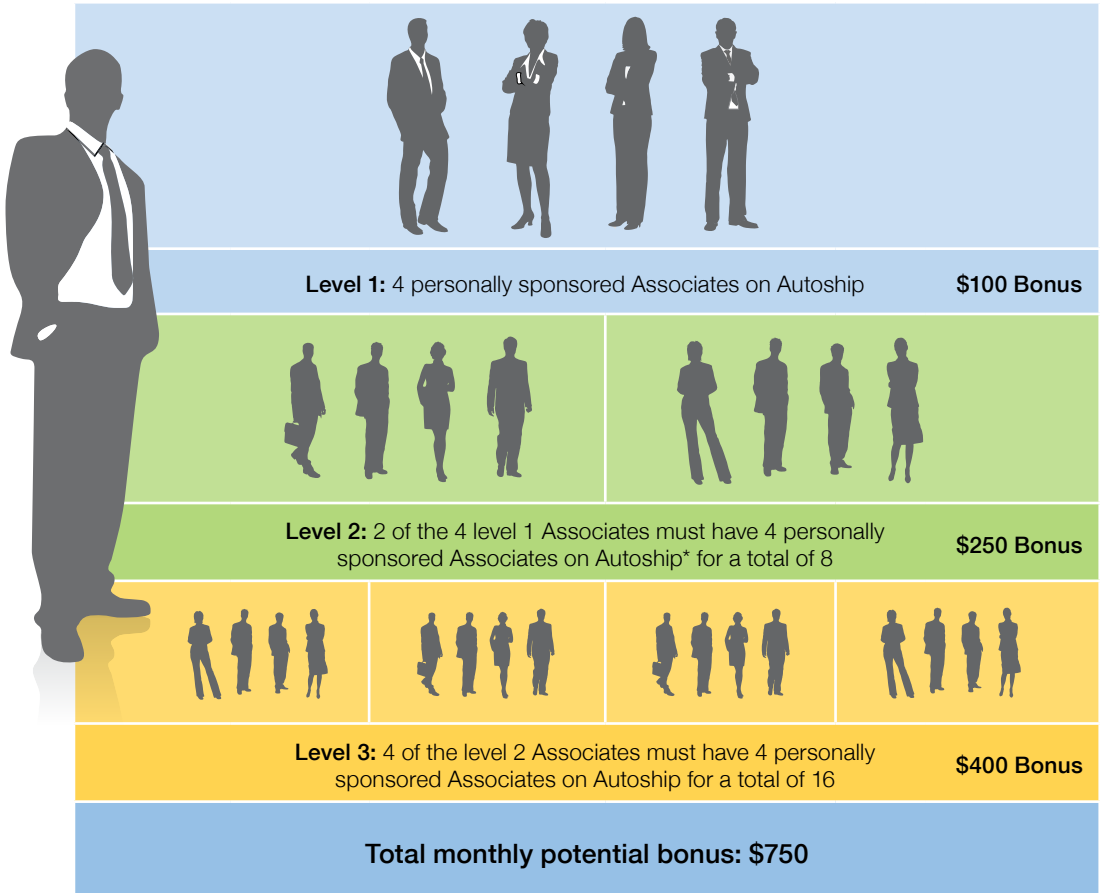 Level 1: 4 personally sponsored Associates on Autoship
$100 Bonus
Level 2: 2 of the 4 level 1 Associates must have 4 personally
sponsored Associates on Autoship* for a total of 8
$250 Bonus
Level 3: 4 of the level 2 Associates must have 4 personally
sponsored Associates on Autoship for a total of 16
$400 Bonus
Total monthly potential bonus: $750